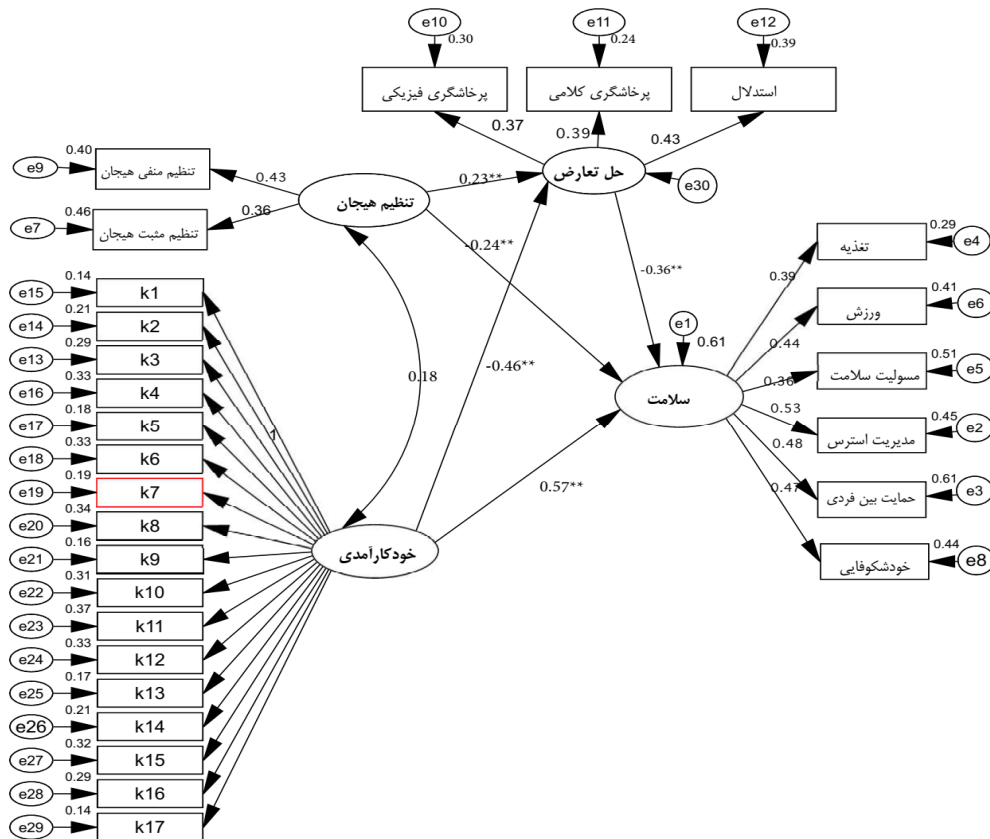 e10
e11
e12
0.30
0.24
0.39
پرخاشگری فیزیکی
پرخاشگری کلامی
استدلال
0.37
0.39
0.43
e9
0.40
تنظیم منفی هیجان
0.43
e7
0.46
تنظیم مثبت هیجان
0.36
تنظیم هیجان
0.23**
حل تعارض
e30
-0.24**
-0.36**
-0.46**
0.18
0.57**
e1
0.61
سلامت
0.39
تغذیه
0.29
e4
0.44
ورزش
0.41
e6
0.36
مسولیت سلامت
0.51
e5
0.53
مدیریت استرس
0.45
e2
0.48
حمایت بین فردی
0.61
e3
0.47
خودشکوفایی
0.44
e8
خودکارآمدی
1
e15
0.14
k1
e14
0.21
k2
e13
0.29
k3
e16
0.33
k4
e17
0.18
k5
e18
0.33
k6
e19
0.19
k7
e20
0.34
k8
e21
0.16
k9
e22
0.31
k10
e23
0.37
k11
e24
0.33
k12
e25
0.17
k13
e26
0.21
k14
e27
0.32
k15
e28
0.29
k16
e29
0.14
k17